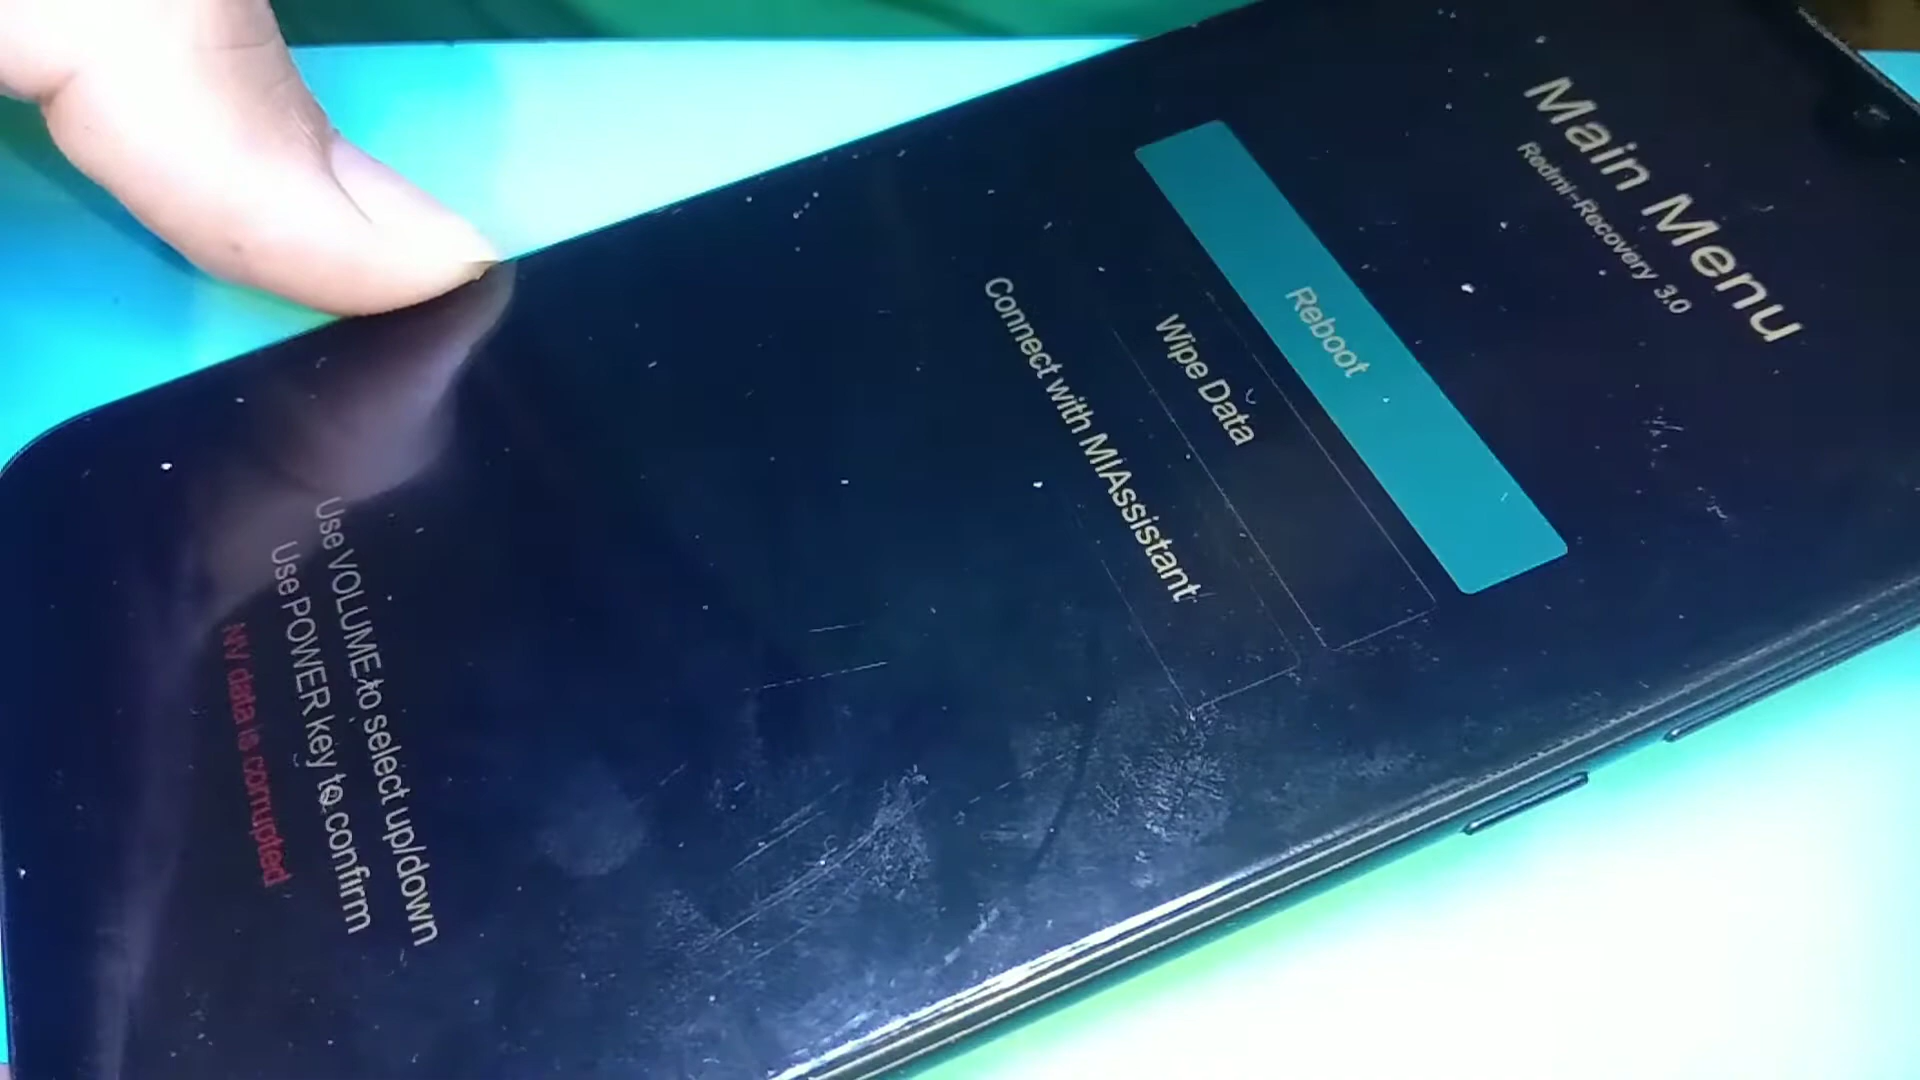 Main Menu
Redmi-Recovery 3.0
Reboot
Wipe Data
Connect with MIAssistant
Use VOLUME to select up/down
Use POWER key to confirm
NV data is corrupted